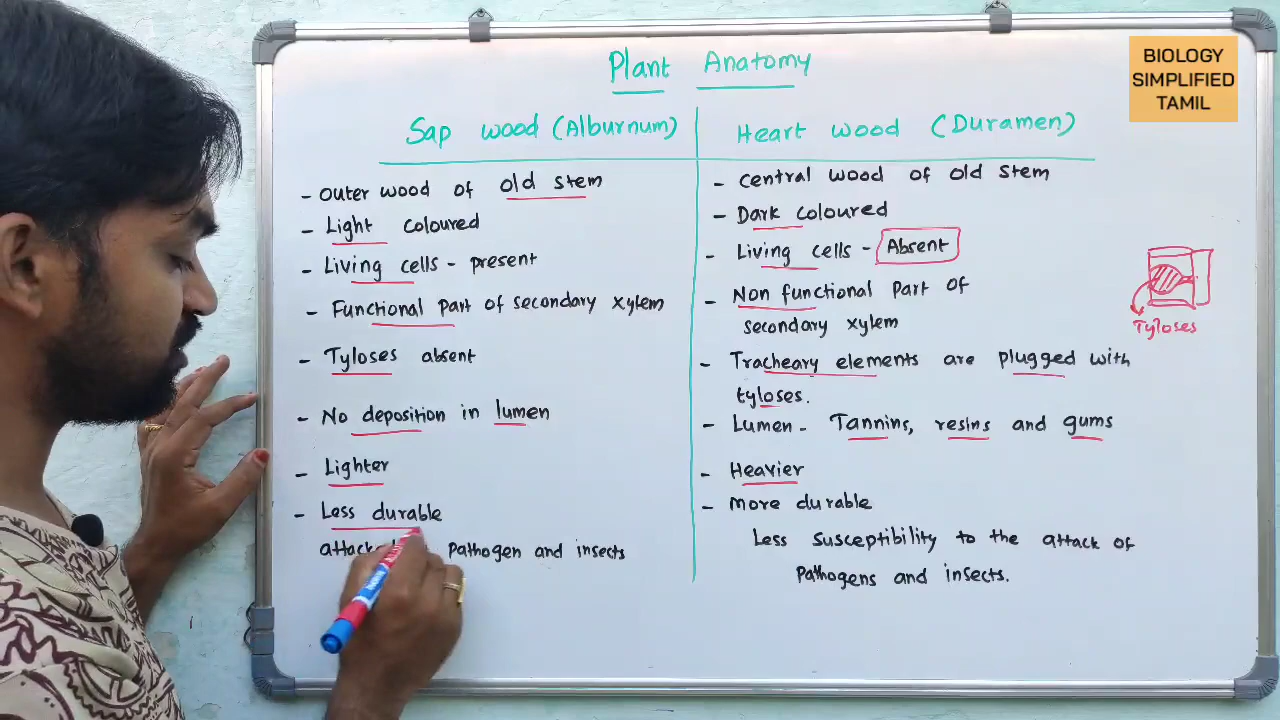 Plant Anatomy
BIOLOGY
SIMPLIFIED
TAMIL
Sap wood (Alburnum)
- outer wood of old stem
- Light coloured
- Living cells - present
- Functional part of secondary xylem
- Tyloses absent
- No deposition in lumen
- Lighter
- Less durable
Pathogen and insects
Heart wood (Duramen)
- central wood of old stem
- Dark coloured
- Living cells - Absent
- Non functional part of
secondary xylem
- Tracheary elements are plugged with
tyloses.
- Lumen - Tannins, resins and gums
- Heavier
- more durable
Less susceptibility to the attack of
Pathogens and insects.
Tyloses